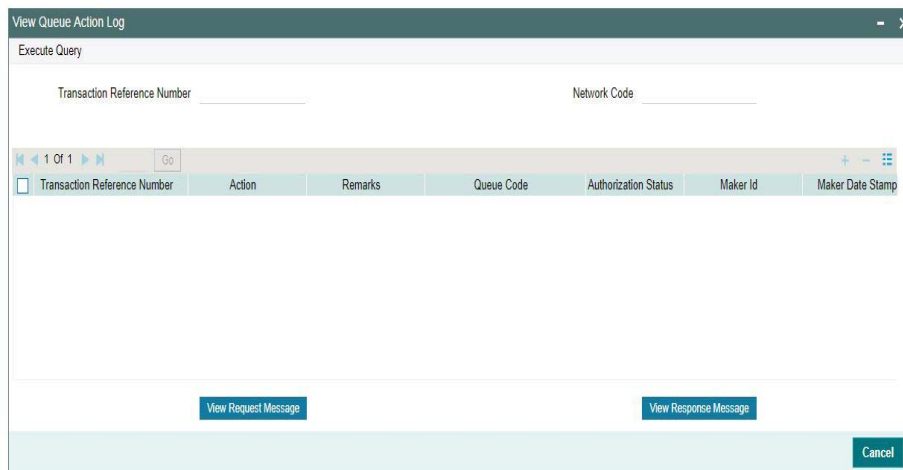 View Queue Action Log
Execute Query
Transaction Reference Number Network Code
1 Of 1 Go
Transaction Reference Number Action Remarks Queue Code Authorization Status Maker Id Maker Date Stamp
View Request Message View Response Message
Cancel